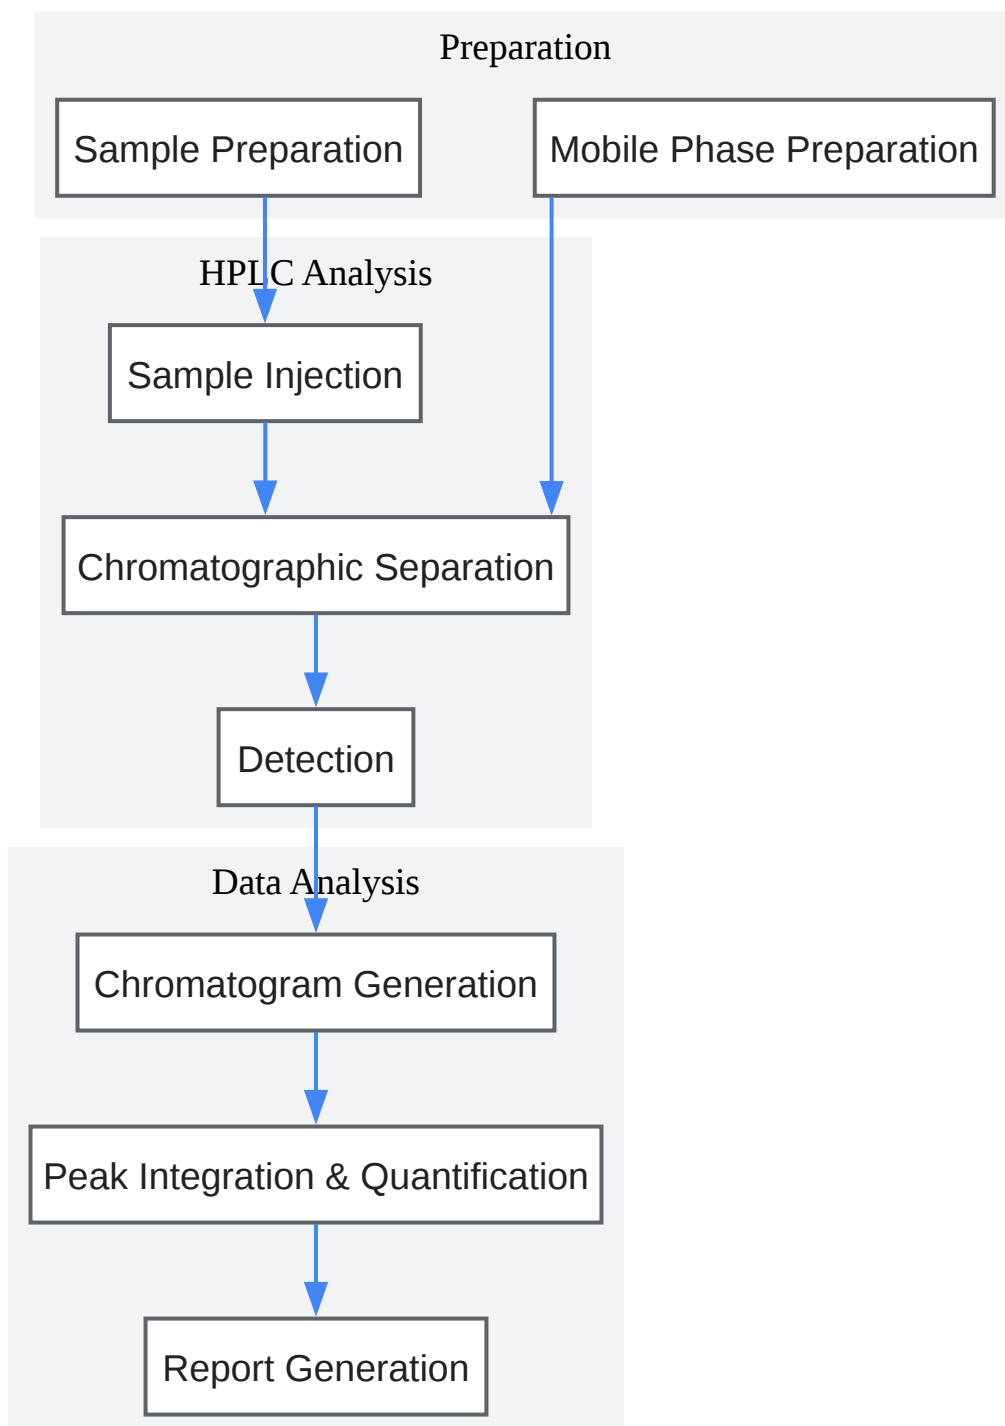 Preparation
Sample Preparation
Mobile Phase Preparation
HPLC Analysis
Sample Injection
Chromatographic Separation
Detection
Data Analysis
Chromatogram Generation
Peak Integration & Quantification
Report Generation